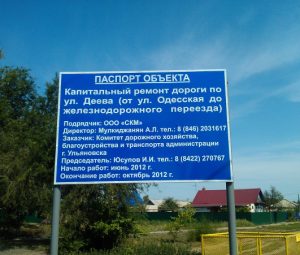 ПАСПОРТ ОБЪЕКТА
Капитальный ремонт дороги по
ул. Деева (от ул. Одесская до
железнодорожного переезда)
Подрядчик: ООО «СКМ»
Директор: Мулкиджанян А.Л. тел.: 8 (846) 2031617
Заказчик: Комитет дорожного хозяйства,
благоустройства и транспорта администрации
г. Ульяновска
Председатель: Юсупов И.И. тел.: 8 (8422) 270767
Начало работ: июнь 2012 г.
Окончание работ: октябрь 2012 г.